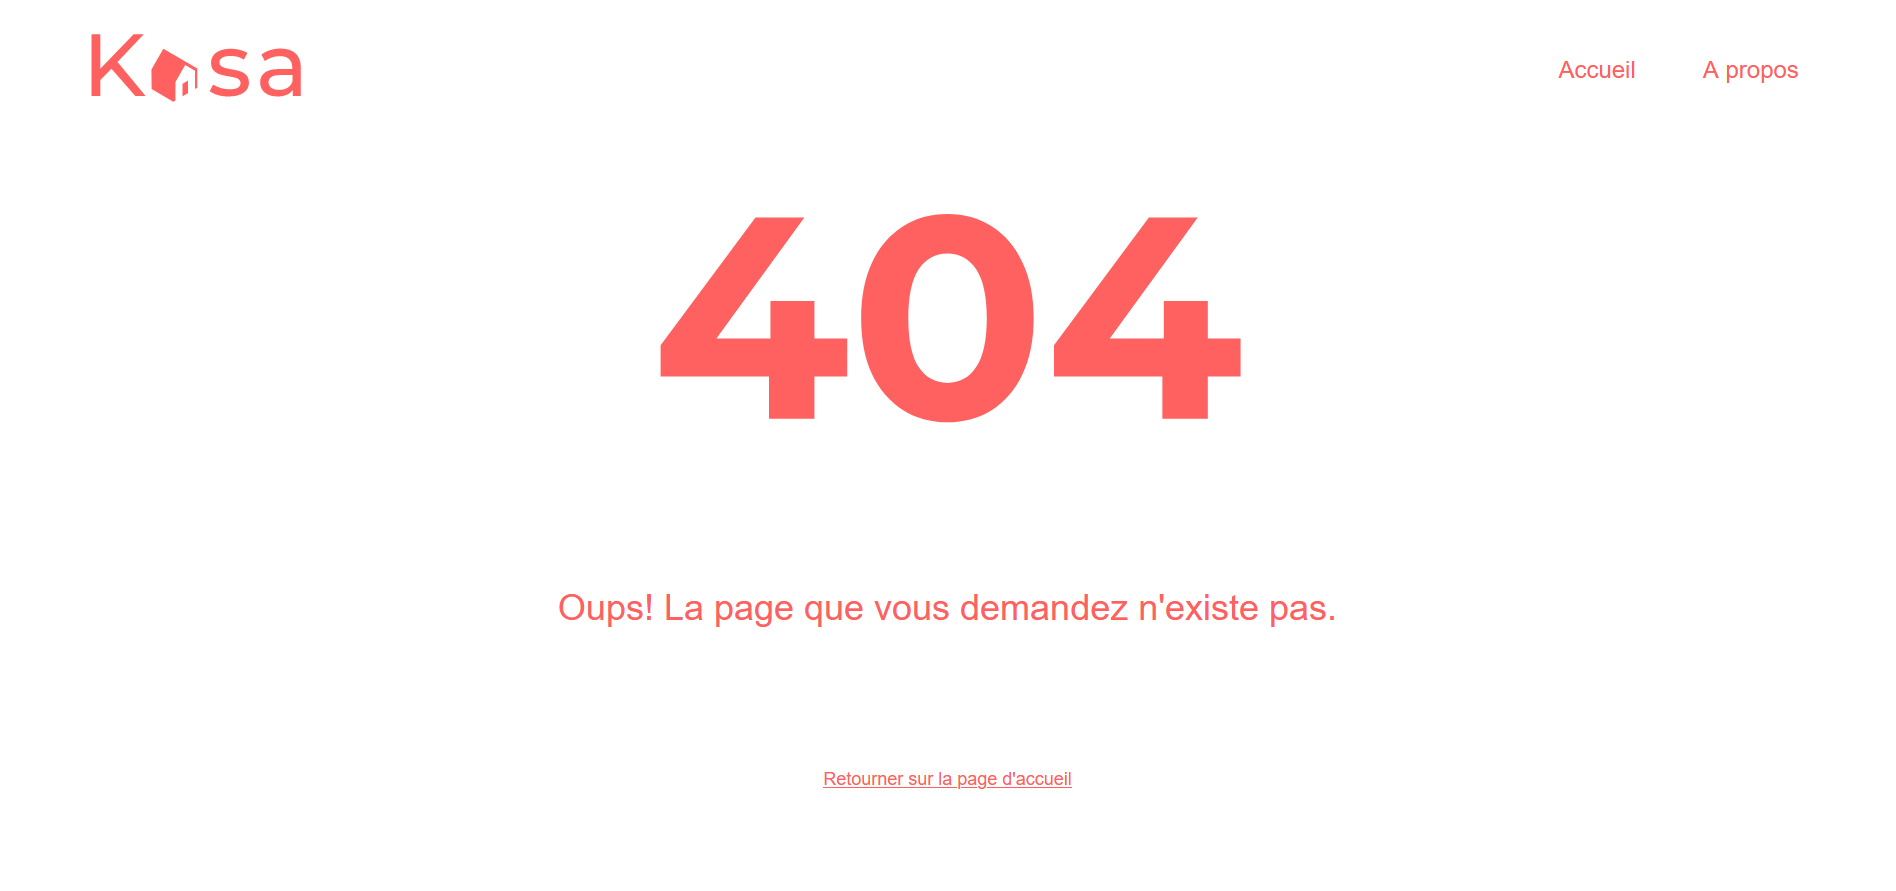 Kasa
Accueil
A propos
404
Oups! La page que vous demandez n'existe pas.
Retourner sur la page d'accueil